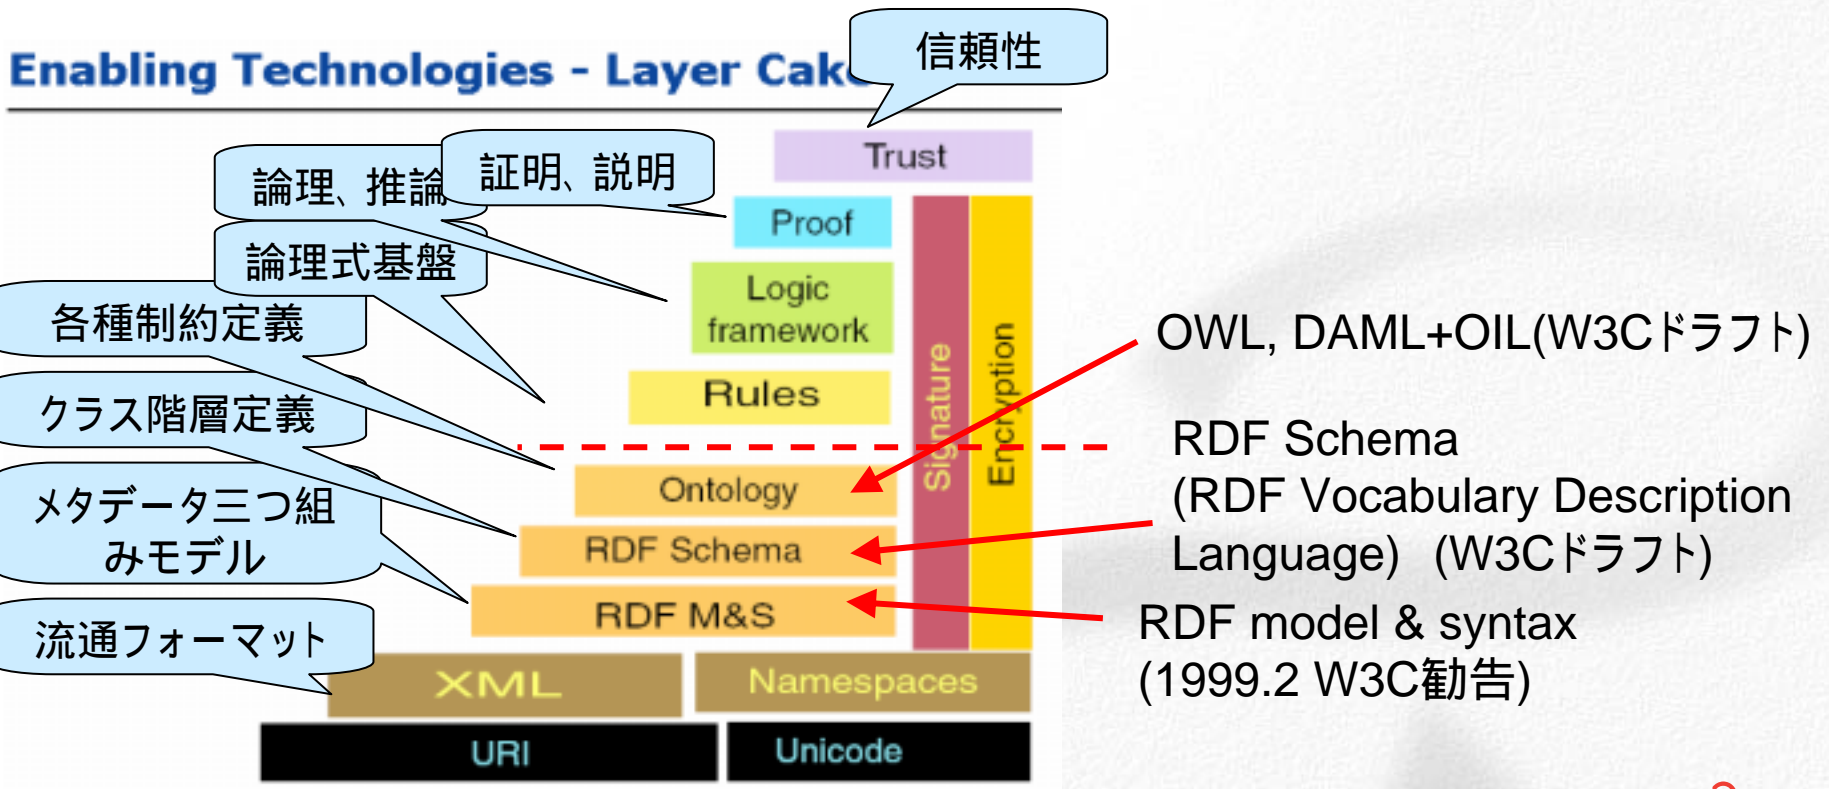 Enabling Technologies - Layer Cake
信頼性
Trust
論理、推論
証明、説明
Proof
論理式基盤
Logic
framework
各種制約定義
Rules
クラス階層定義
Signature
Encryption
OWL, DAML+OIL(W3Cドラフト)
Ontology
RDF Schema
(RDF Vocabulary Description
Language) (W3Cドラフト)
メタデータ三つ組
みモデル
RDF Schema
RDF M&S
RDF model & syntax
(1999.2 W3C勧告)
流通フォーマット
XML
Namespaces
URI
Unicode